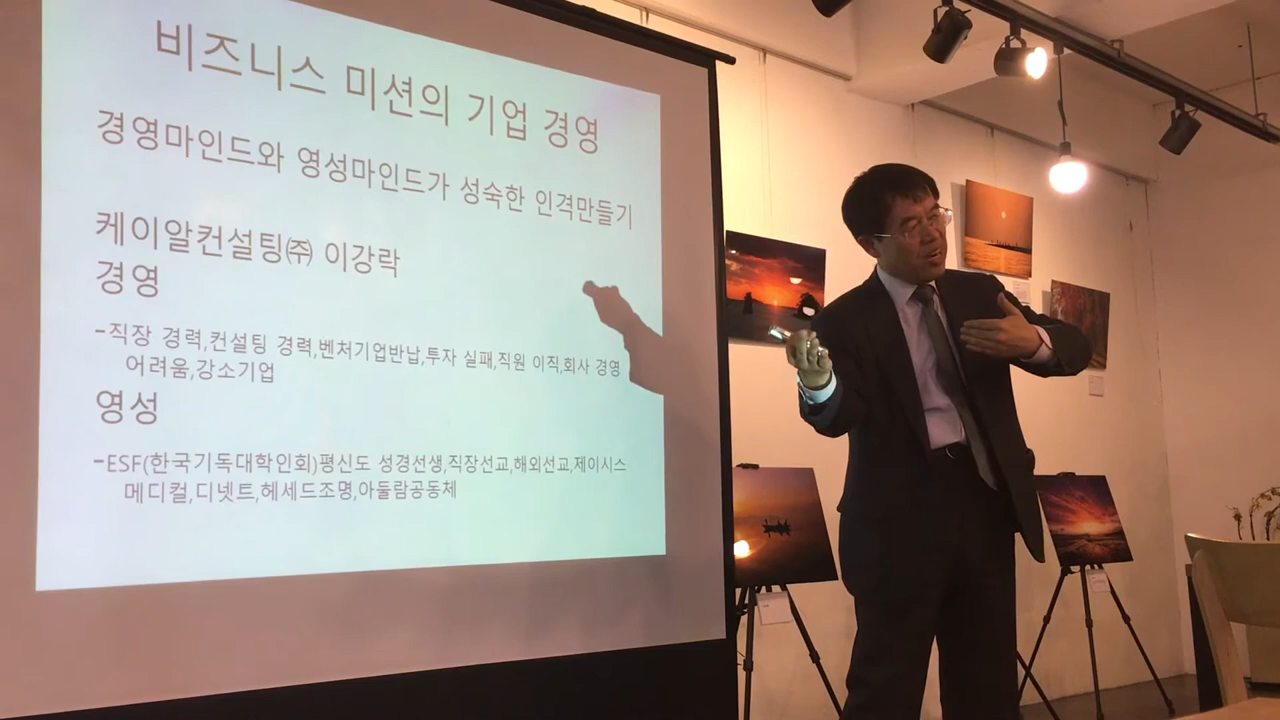 비즈니스 미션의 기업 경영
경영마인드와 영성마인드가 성숙한 인격만들기
케이알컨설팅㈜ 이강락
경영
-직장 경력,컨설팅 경력,벤처기업반납,투자 실패,직원 이직,회사 경영
어려움,강소기업
영성
-ESF(한국기독대학인회)평신도 성경선생,직장선교,해외선교,제이시스
메디컬,디넷트,헤세드조명,아둘람공동체